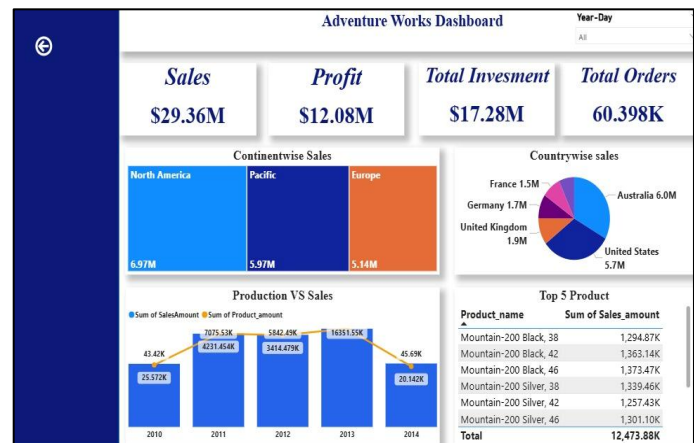 Adventure Works Dashboard
Year-Day
All
Sales
$29.36M
Profit
$12.08M
Total Invesment
$17.28M
Total Orders
60.398K
Continentwise Sales
North America
6.97M
Pacific
5.97M
Europe
5.14M
Countrywise sales
France 1.5M
Germany 1.7M
United Kingdom
1.9M
Australia 6.0M
United States
5.7M
Production VS Sales
Sum of SalesAmount Sum of Product_amount
43.42K
25.572K
7075.53K
4231.454K
5842.49K
3414.479K
16351.55K
45.69K
20.142K
2010 2011 2012 2013 2014
Top 5 Product
Product_name Sum of Sales_amount
Mountain-200 Black, 38 1,294.87K
Mountain-200 Black, 42 1,363.14K
Mountain-200 Black, 46 1,373.47K
Mountain-200 Silver, 38 1,339.46K
Mountain-200 Silver, 42 1,257.43K
Mountain-200 Silver, 46 1,301.10K
Total 12,473.88K